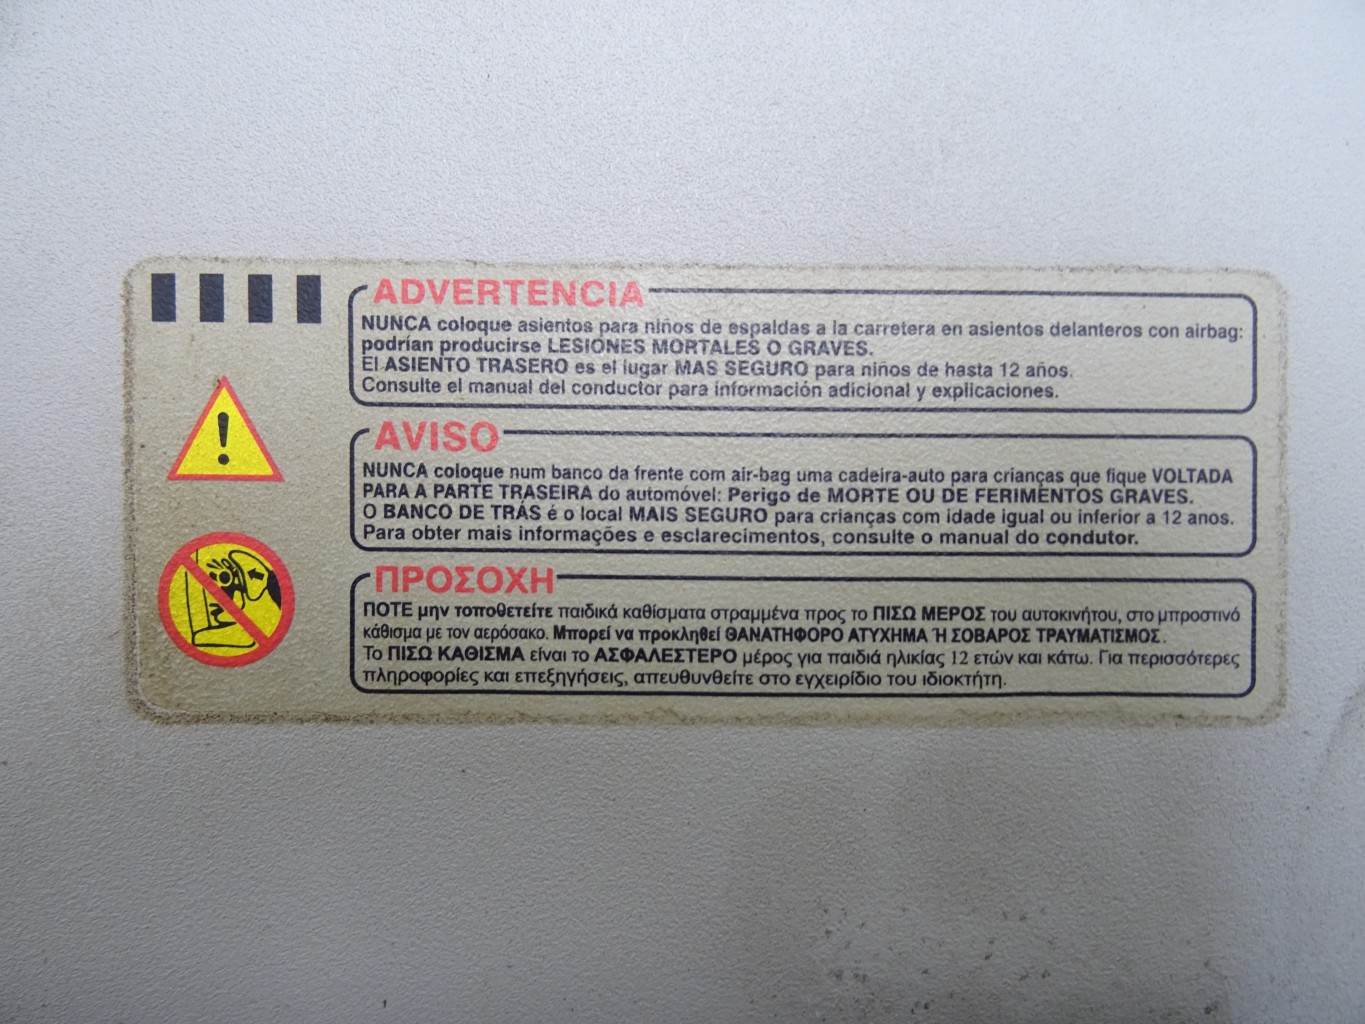 ADVERTENCIA
NUNCA coloque asientos para niños de espaldas a la carretera en asientos delanteros con airbag:
podrían producirse LESIONES MORTALES O GRAVES.
El ASIENTO TRASERO es el lugar MAS SEGURO para niños de hasta 12 años.
Consulte el manual del conductor para información adicional y explicaciones.
AVISO
NUNCA coloque num banco da frente com air-bag uma cadeira-auto para crianças que fique VOLTADA
PARA A PARTE TRASEIRA do automóvel: Perigo de MORTE OU DE FERIMENTOS GRAVES.
O BANCO DE TRÁS é o local MAIS SEGURO para crianças com idade igual ou inferior a 12 anos.
Para obter mais informações e esclarecimentos, consulte o manual do condutor.
ΠΡΟΣΟΧΗ
ΠΟΤΕ μην τοποθετείτε παιδικά καθίσματα στραμμένα προς το ΠΙΣΩ ΜΕΡΟΣ του αυτοκινήτου, στο μπροστινό
κάθισμα με τον αερόσακο. Μπορεί να προκληθεί ΘΑΝΑΤΗΦΟΡΟ ΑΤΥΧΗΜΑ Ή ΣΟΒΑΡΟΣ ΤΡΑΥΜΑΤΙΣΜΟΣ.
Το ΠΙΣΩ ΚΑΘΙΣΜΑ είναι το ΑΣΦΑΛΕΣΤΕΡΟ μέρος για παιδιά ηλικίας 12 ετών και κάτω. Για περισσότερες
πληροφορίες και επεξηγήσεις, απευθυνθείτε στο εγχειρίδιο του ιδιοκτήτη.